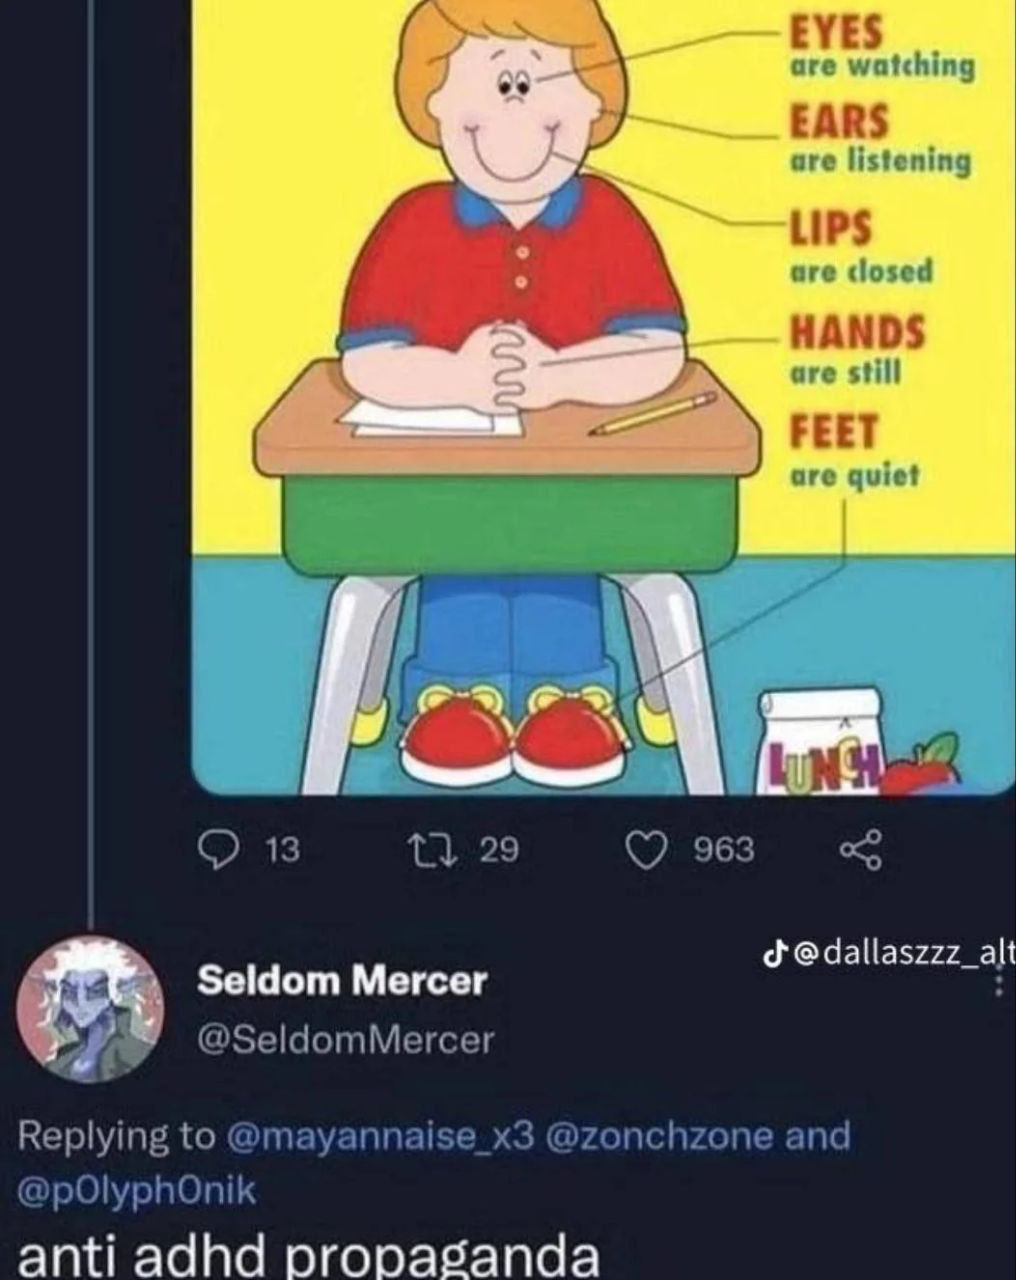 EYES
are watching
EARS
are listening
LIPS
are closed
HANDS
are still
FEET
are quiet
LUNCH
13 29 963
@dallaszzz_alt
Seldom Mercer
@SeldomMercer
Replying to @mayannaise_x3 @zonchzone and
@p0lyph0nik
anti adhd propaganda